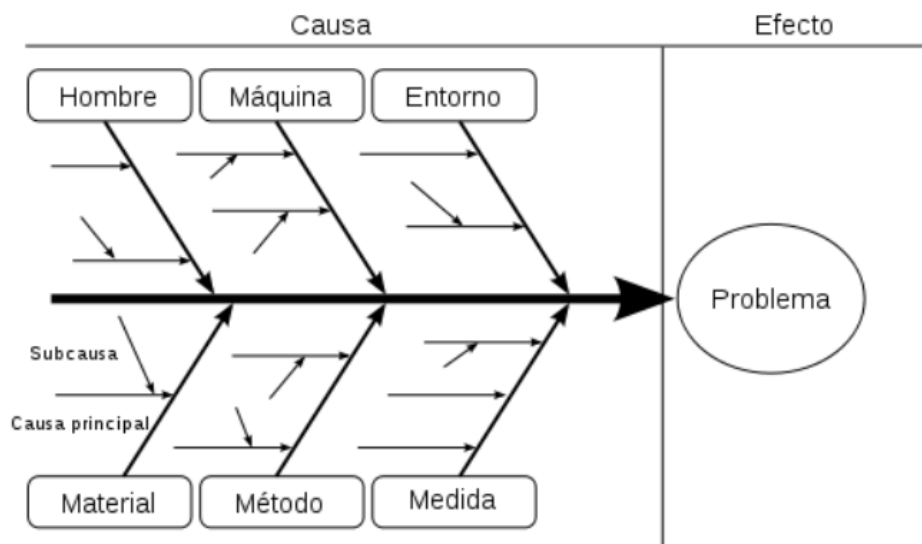 Causa
Efecto
Hombre
Máquina
Entorno
Problema
Subcausa
Causa principal
Material
Método
Medida